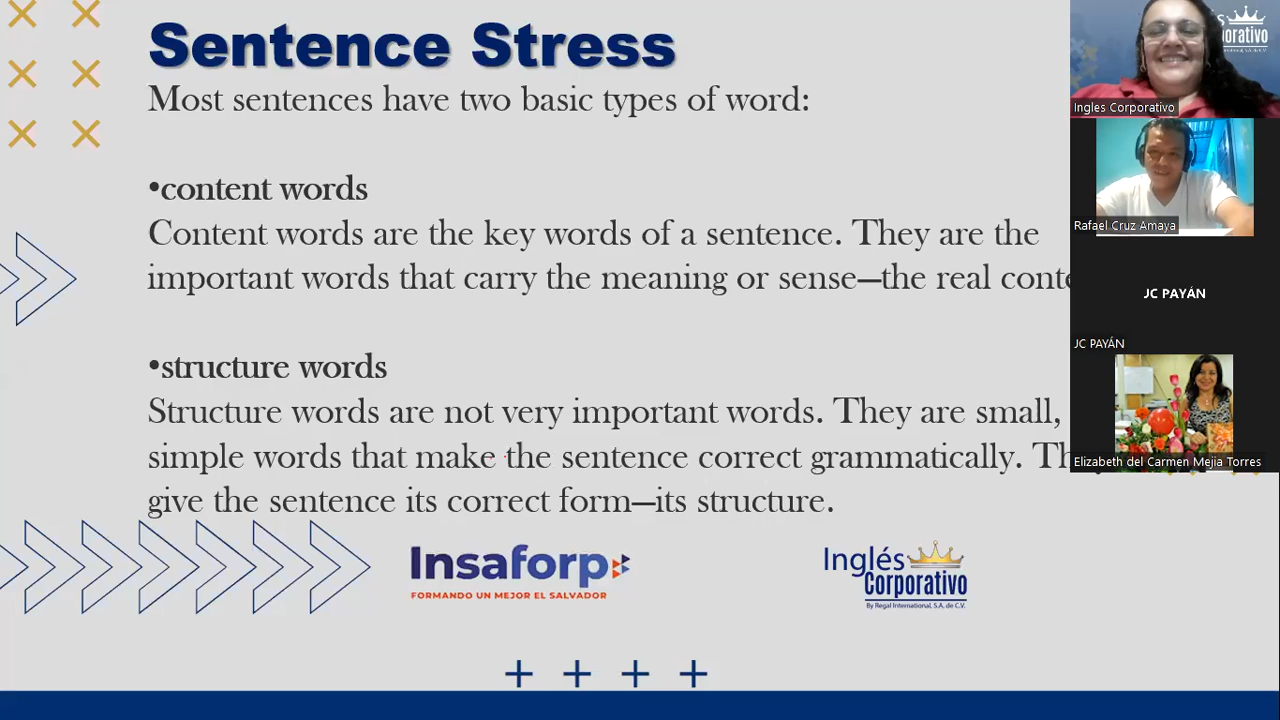 Sentence Stress
Most sentences have two basic types of word:
•content words
Content words are the key words of a sentence. They are the
important words that carry the meaning or sense—the real
•structure words
Structure words are not very important words. They are small,
simple words that make the sentence correct grammatically.
give the sentence its correct form—its structure.
Insaforp
FORMANDO UN MEJOR EL SALVADOR
Inglés
Corporativo
By Regal International, S.A. de C.V.
Ingles Corporativo
Rafael Cruz Amaya
JC PAYÁN
JC PAYÁN
Elizabeth del Carmen Mejia Torres